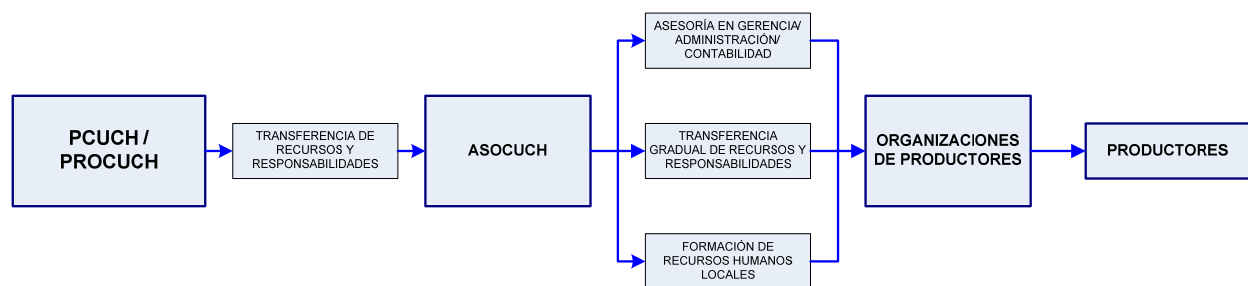 PCUCH /
PROCUCH
TRANSFERENCIA DE
RECURSOS Y
RESPONSABILIDADES
ASOCUCH
ASESORÍA EN GERENCIA/
ADMINISTRACIÓN/
CONTABILIDAD
TRANSFERENCIA
GRADUAL DE RECURSOS Y
RESPONSABILIDADES
FORMACIÓN DE
RECURSOS HUMANOS
LOCALES
ORGANIZACIONES
DE PRODUCTORES
PRODUCTORES